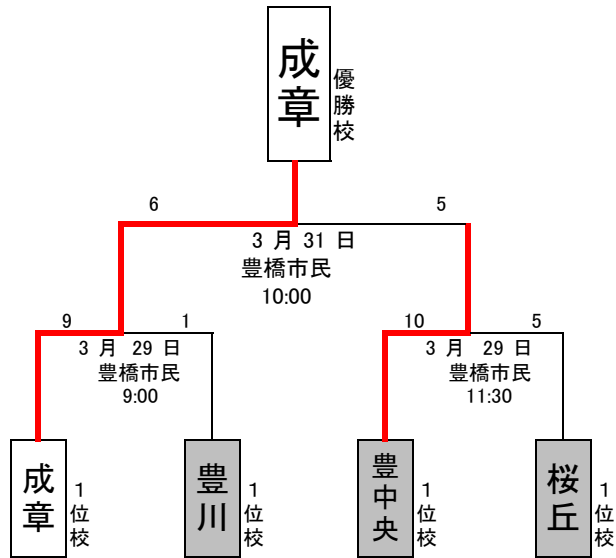 成章
優勝校
6
5
3 月 31 日
豊橋市民
10:00
9
1
10
5
3 月 29 日
豊橋市民
9:00
3 月 29 日
豊橋市民
11:30
成章
1位校
豊川
1位校
豊中央
1位校
桜丘
1位校